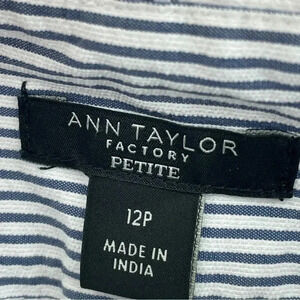 ANN TAYLOR
FACTORY
PETITE
12P
MADE IN
INDIA